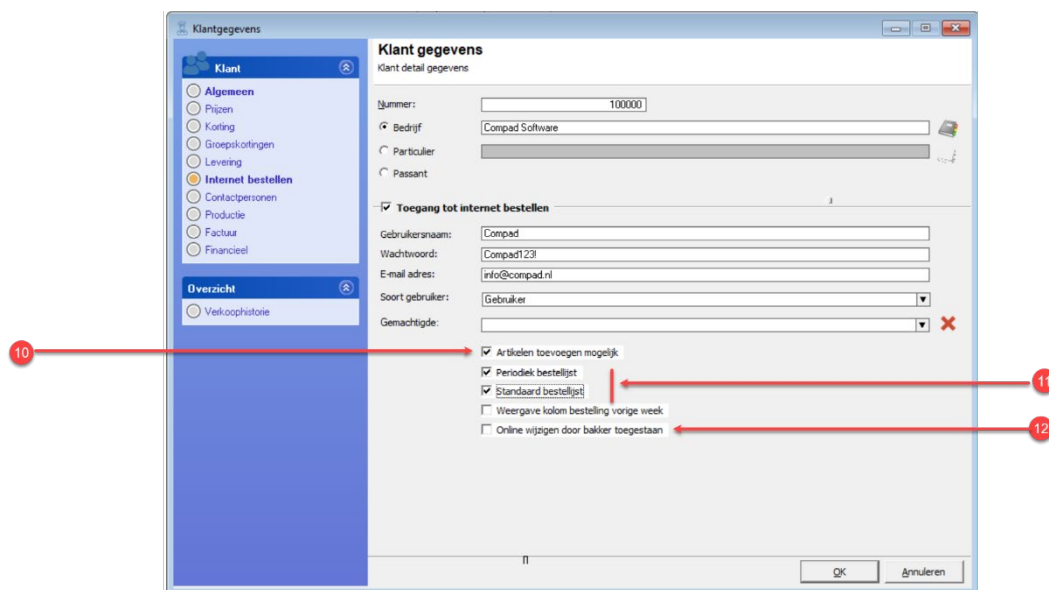 Klantgegevens
Klant
Algemeen
Prijzen
Korting
Groepskortingen
Levering
Internet bestellen
Contactpersonen
Productie
Factuur
Financieel
Overzicht
Verkoophistorie
Klant gegevens
Klant detail gegevens
Nummer: 100000
Bedrijf Compad Software
Particulier
Passant
Toegang tot internet bestellen
Gebruikersnaam: Compad
Wachtwoord: Compad123!
E-mail adres: info@compad.nl
Soort gebruiker: Gebruiker
Gemachtigde:
10 Artikelen toevoegen mogelijk
Periodiek bestellijst
11
Standaard bestellijst
Weergave kolom bestelling vorige week
Online wijzigen door bakker toegestaan 12
OK Annuleren